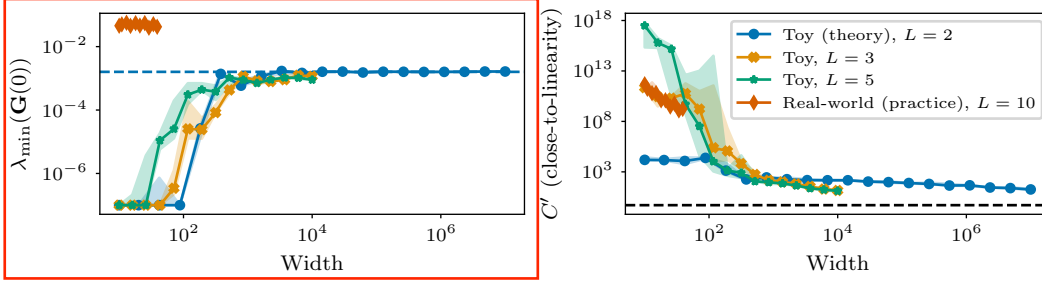 10^{-2}
10^{-4}
10^{-6}
λ_min(G(0))
10^2
10^4
10^6
Width
10^{18}
10^{13}
10^8
10^3
C′ (close-to-linearity)
10^2
10^4
10^6
Width
Toy (theory), L = 2
Toy, L = 3
Toy, L = 5
Real-world (practice), L = 10